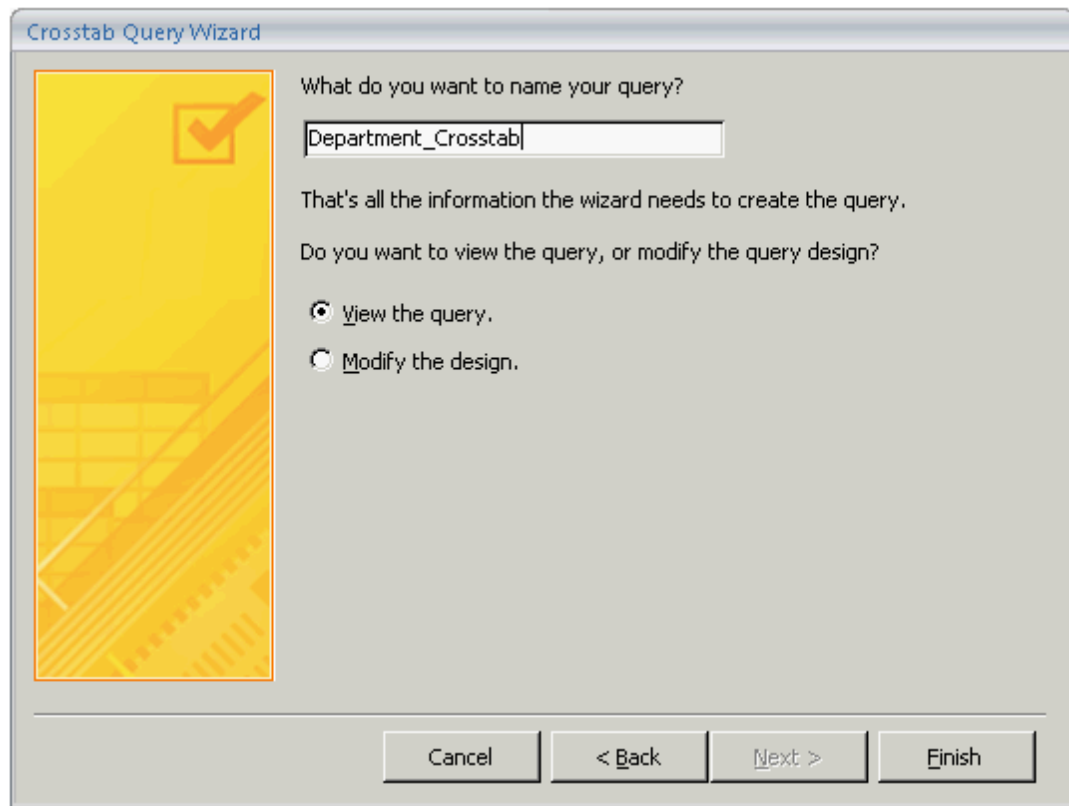 Crosstab Query Wizard
What do you want to name your query?
Department_Crosstab
That's all the information the wizard needs to create the query.
Do you want to view the query, or modify the query design?
View the query.
Modify the design.
Cancel
< Back
Next >
Finish